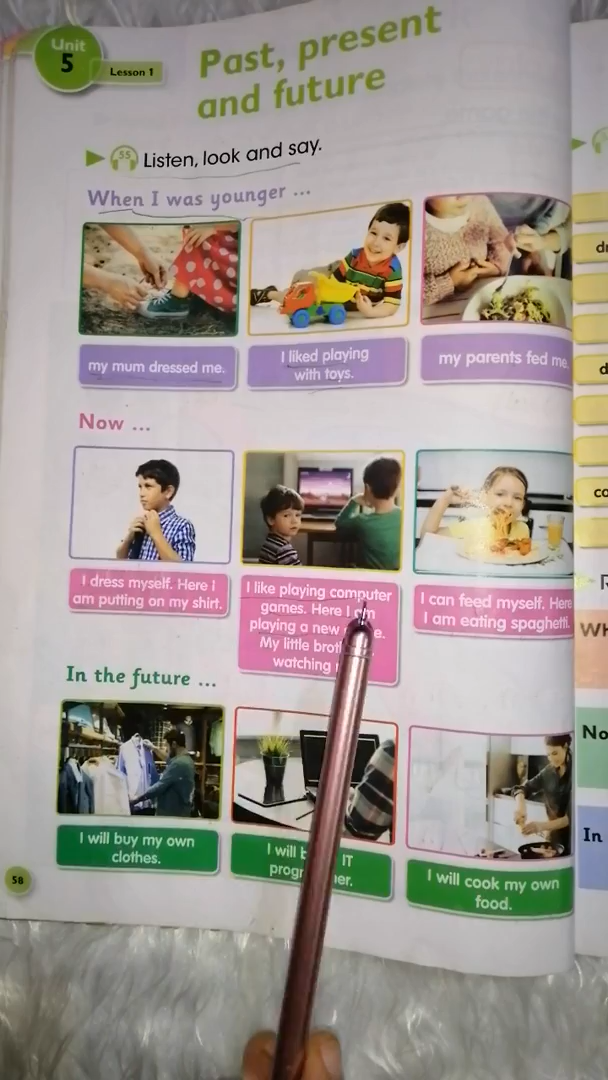 Unit
5
Lesson 1
Past, present
and future
55
Listen, look and say.
When I was younger ...
my mum dressed me.
I liked playing
with toys.
my parents fed me.
Now ...
I dress myself. Here I
am putting on my shirt.
I like playing computer
games. Here I am
playing a new
My little
watching
I can feed myself. Here
I am eating spaghetti.
In the future ...
I will buy my own
clothes.
I will IT
I will cook my own
food.
58
No
In